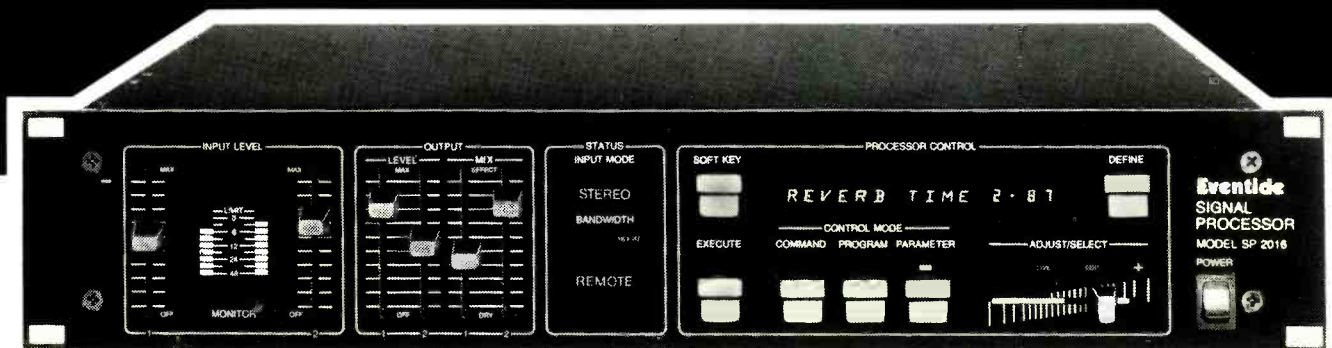 INPUT LEVEL
MAX
MAX
LIMIT
0
6
12
24
48
MONITOR
OFF
OFF
1
2
OUTPUT
LEVEL
MIX
MAX
EFFECT
OFF
DRY
1 2 1 2
STATUS
INPUT MODE
STEREO
BANDWIDTH
REMOTE
PROCESSOR CONTROL
SOFT KEY
DEFINE
REVERB TIME 2.87
CONTROL MODE
EXECUTE
COMMAND PROGRAM PARAMETER
ADJUST/SELECT
Eventide
SIGNAL
PROCESSOR
MODEL SP 2016
POWER